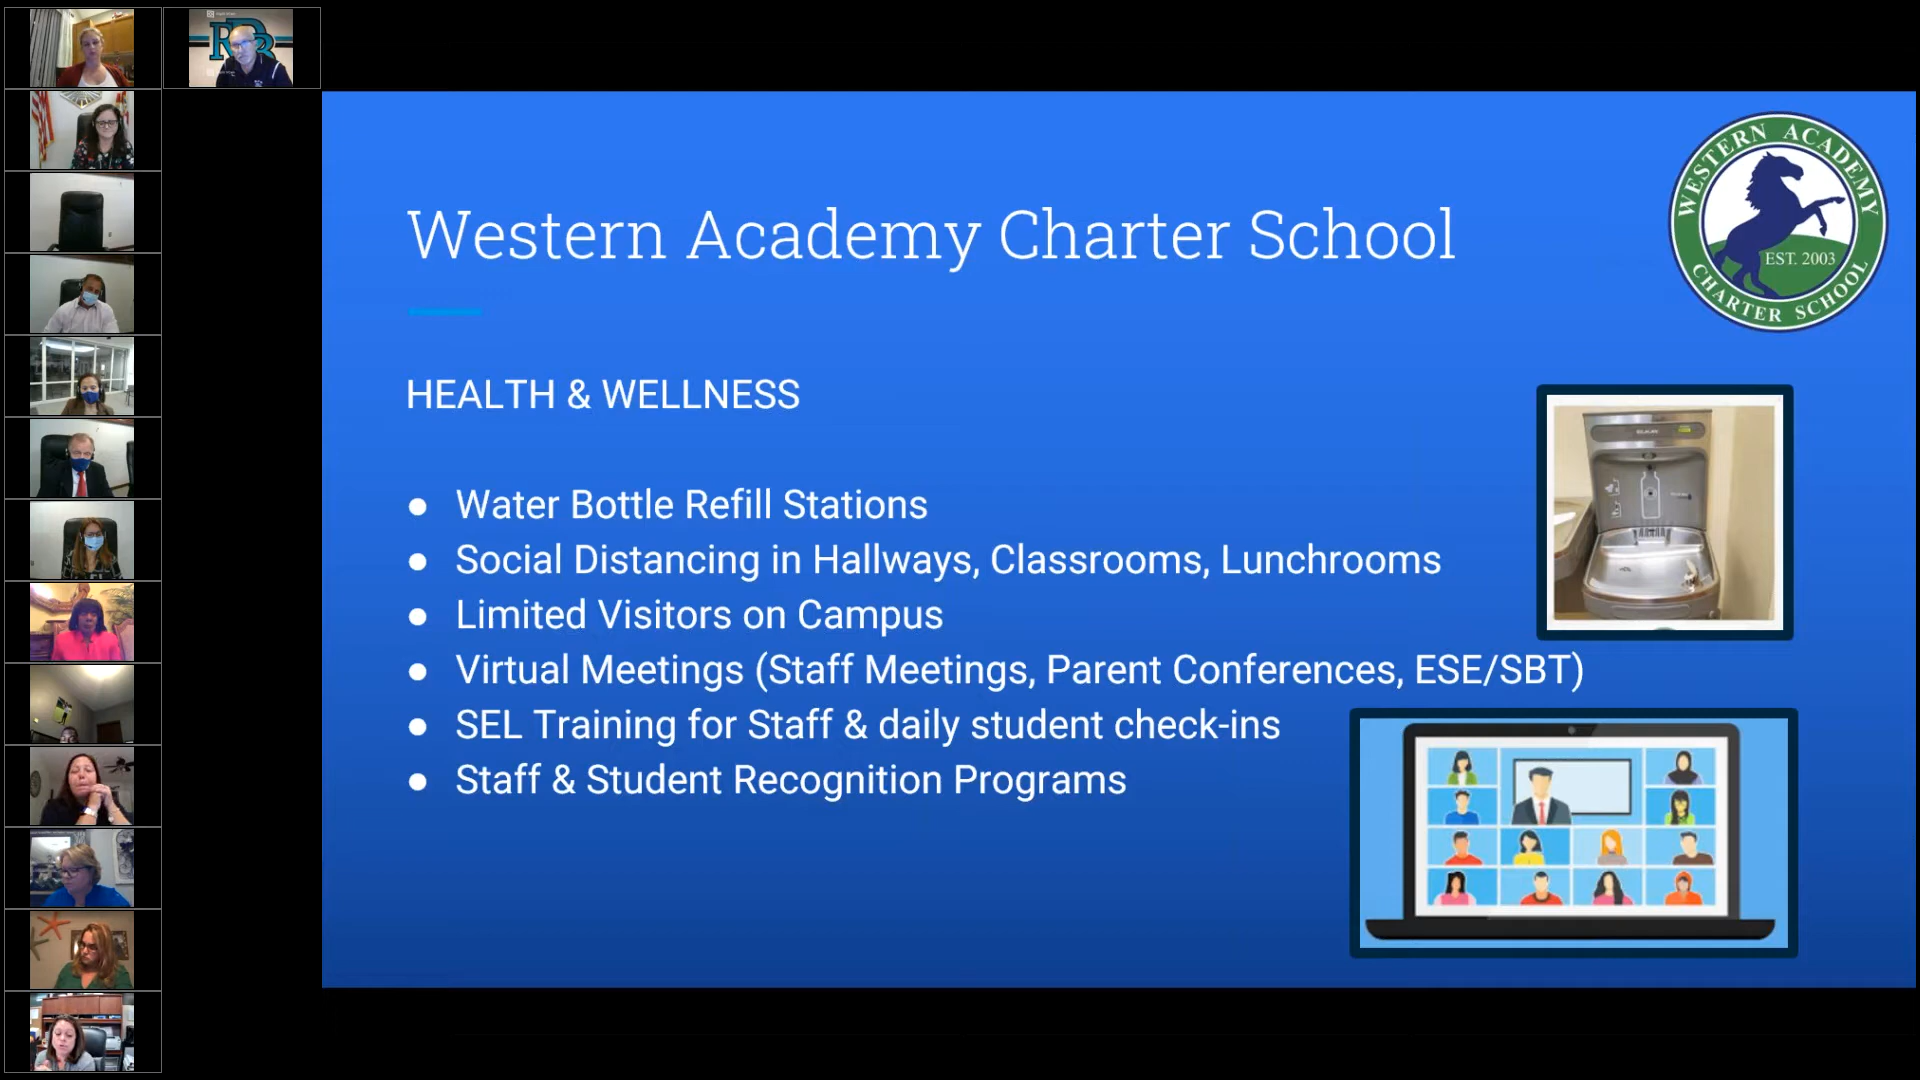 RB
Western Academy Charter School
WESTERN ACADEMY
EST. 2003
CHARTER SCHOOL
HEALTH & WELLNESS
● Water Bottle Refill Stations
● Social Distancing in Hallways, Classrooms, Lunchrooms
● Limited Visitors on Campus
● Virtual Meetings (Staff Meetings, Parent Conferences, ESE/SBT)
● SEL Training for Staff & daily student check-ins
● Staff & Student Recognition Programs
ELKAY